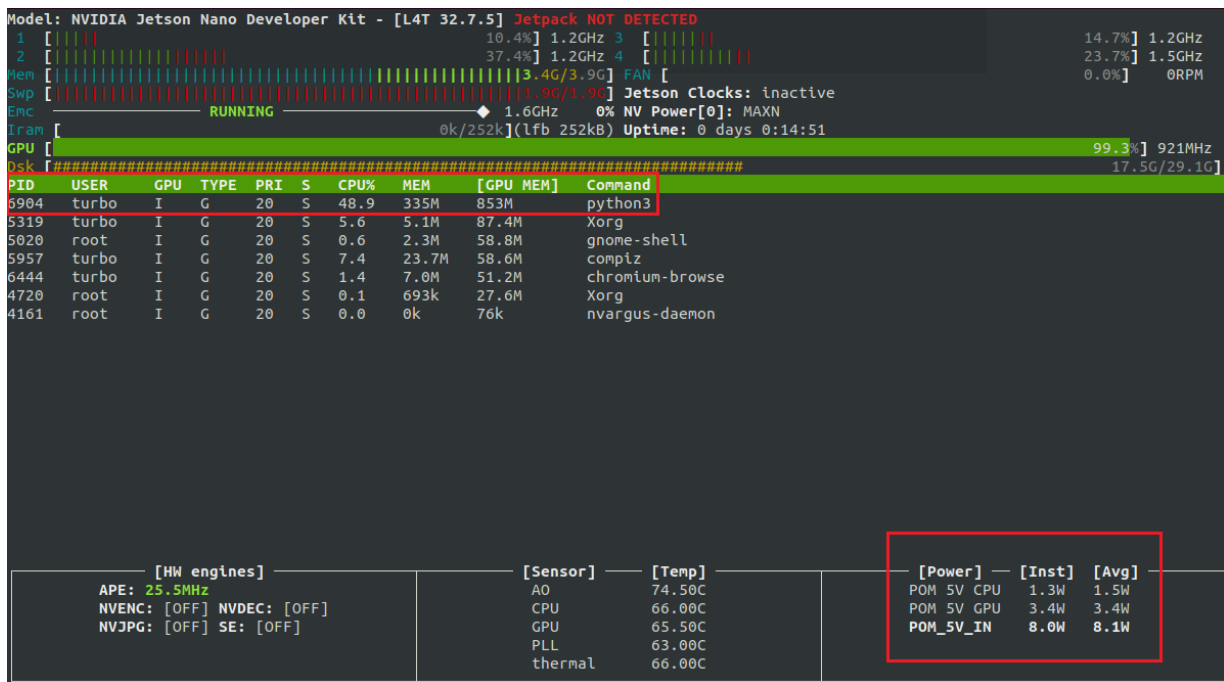 Model: NVIDIA Jetson Nano Developer Kit - [L4T 32.7.5] Jetpack NOT DETECTED
1 [||||| 10.4%] 1.2GHz 3 [||||||| 14.7%] 1.2GHz
2 [||||||||||||||||||| 37.4%] 1.2GHz 4 [||||||||||| 23.7%] 1.5GHz
Mem [||||||||||||||||||||||||||||||||||||||||||||||||||3.4G/3.9G] FAN [ 0.0%] 0RPM
Swp [||||||||||||||||||||||||||||||||||||||||||||||||||1.9G/1.9G] Jetson Clocks: inactive
Emc RUNNING 1.6GHz 0% NV Power[0]: MAXN
Iram [ 0k/252k](lfb 252kB) Uptime: 0 days 0:14:51
GPU [ 99.3%] 921MHz
Dsk [########################################################################### 17.5G/29.1G]
PID USER GPU TYPE PRI S CPU% MEM [GPU MEM] Command
6904 turbo I G 20 S 48.9 335M 853M python3
5319 turbo I G 20 S 5.6 5.1M 87.4M Xorg
5020 root I G 20 S 0.6 2.3M 58.8M gnome-shell
5957 turbo I G 20 S 7.4 23.7M 58.6M compiz
6444 turbo I G 20 S 1.4 7.0M 51.2M chromium-browse
4720 root I G 20 S 0.1 693k 27.6M Xorg
4161 root I G 20 S 0.0 0k 76k nvargus-daemon
[HW engines] [Sensor] [Temp] [Power] [Inst] [Avg]
APE: 25.5MHz AO 74.50C POM 5V CPU 1.3W 1.5W
NVENC: [OFF] NVDEC: [OFF] CPU 66.00C POM 5V GPU 3.4W 3.4W
NVJPG: [OFF] SE: [OFF] GPU 65.50C POM_5V_IN 8.0W 8.1W
PLL 63.00C
thermal 66.00C